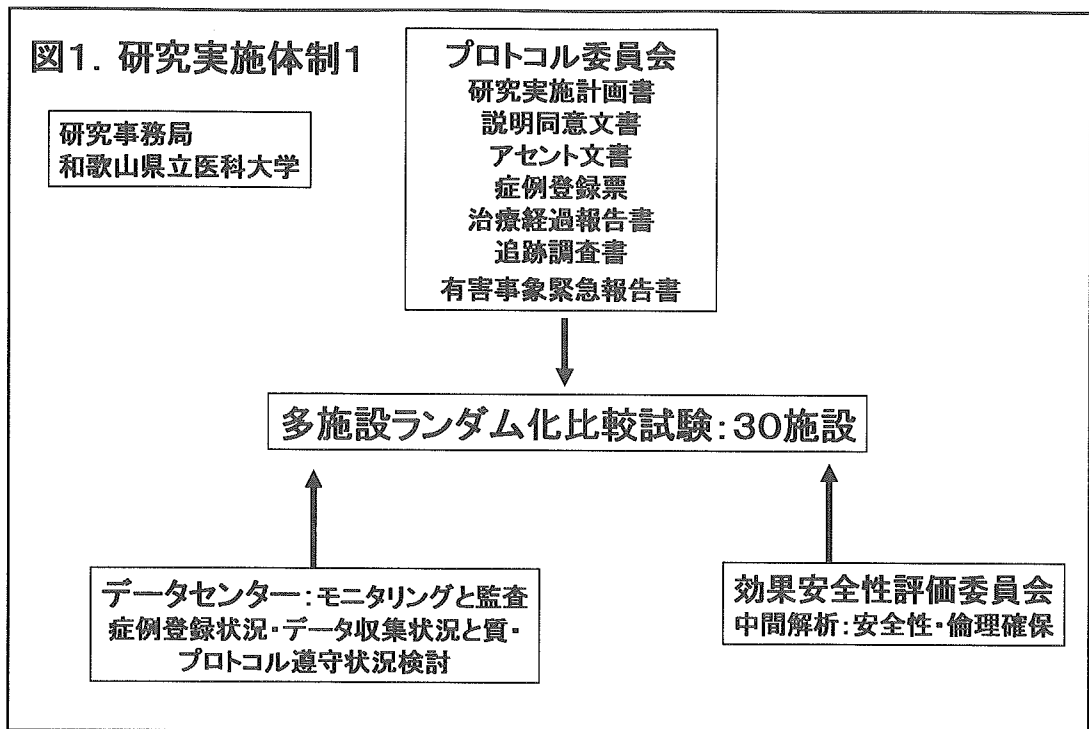 図1. 研究実施体制1
研究事務局
和歌山県立医科大学
プロトコル委員会
研究実施計画書
説明同意文書
アセント文書
症例登録票
治療経過報告書
追跡調査書
有害事象緊急報告書
多施設ランダム化比較試験:30施設
データセンター:モニタリングと監査
症例登録状況・データ収集状況と質・
プロトコル遵守状況検討
効果安全性評価委員会
中間解析:安全性・倫理確保